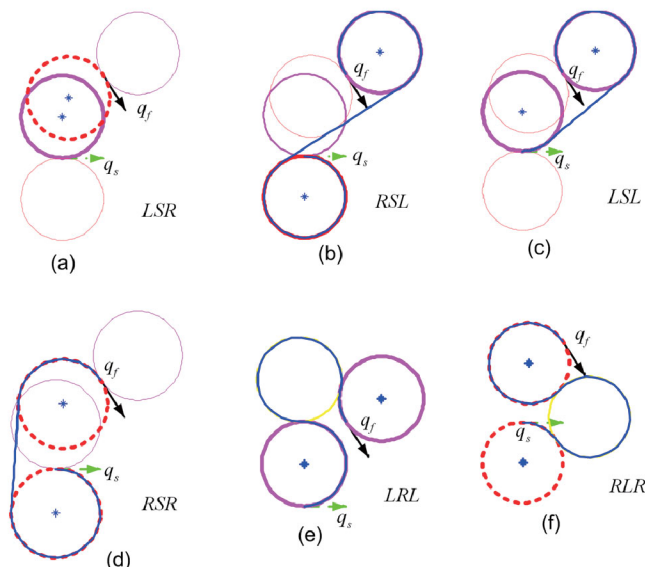 q_f
q_s
LSR
(a)
q_f
q_s
RSL
(b)
q_f
q_s
LSL
(c)
q_f
q_s
RSR
(d)
q_f
q_s
LRL
(e)
q_f
q_s
RLR
(f)